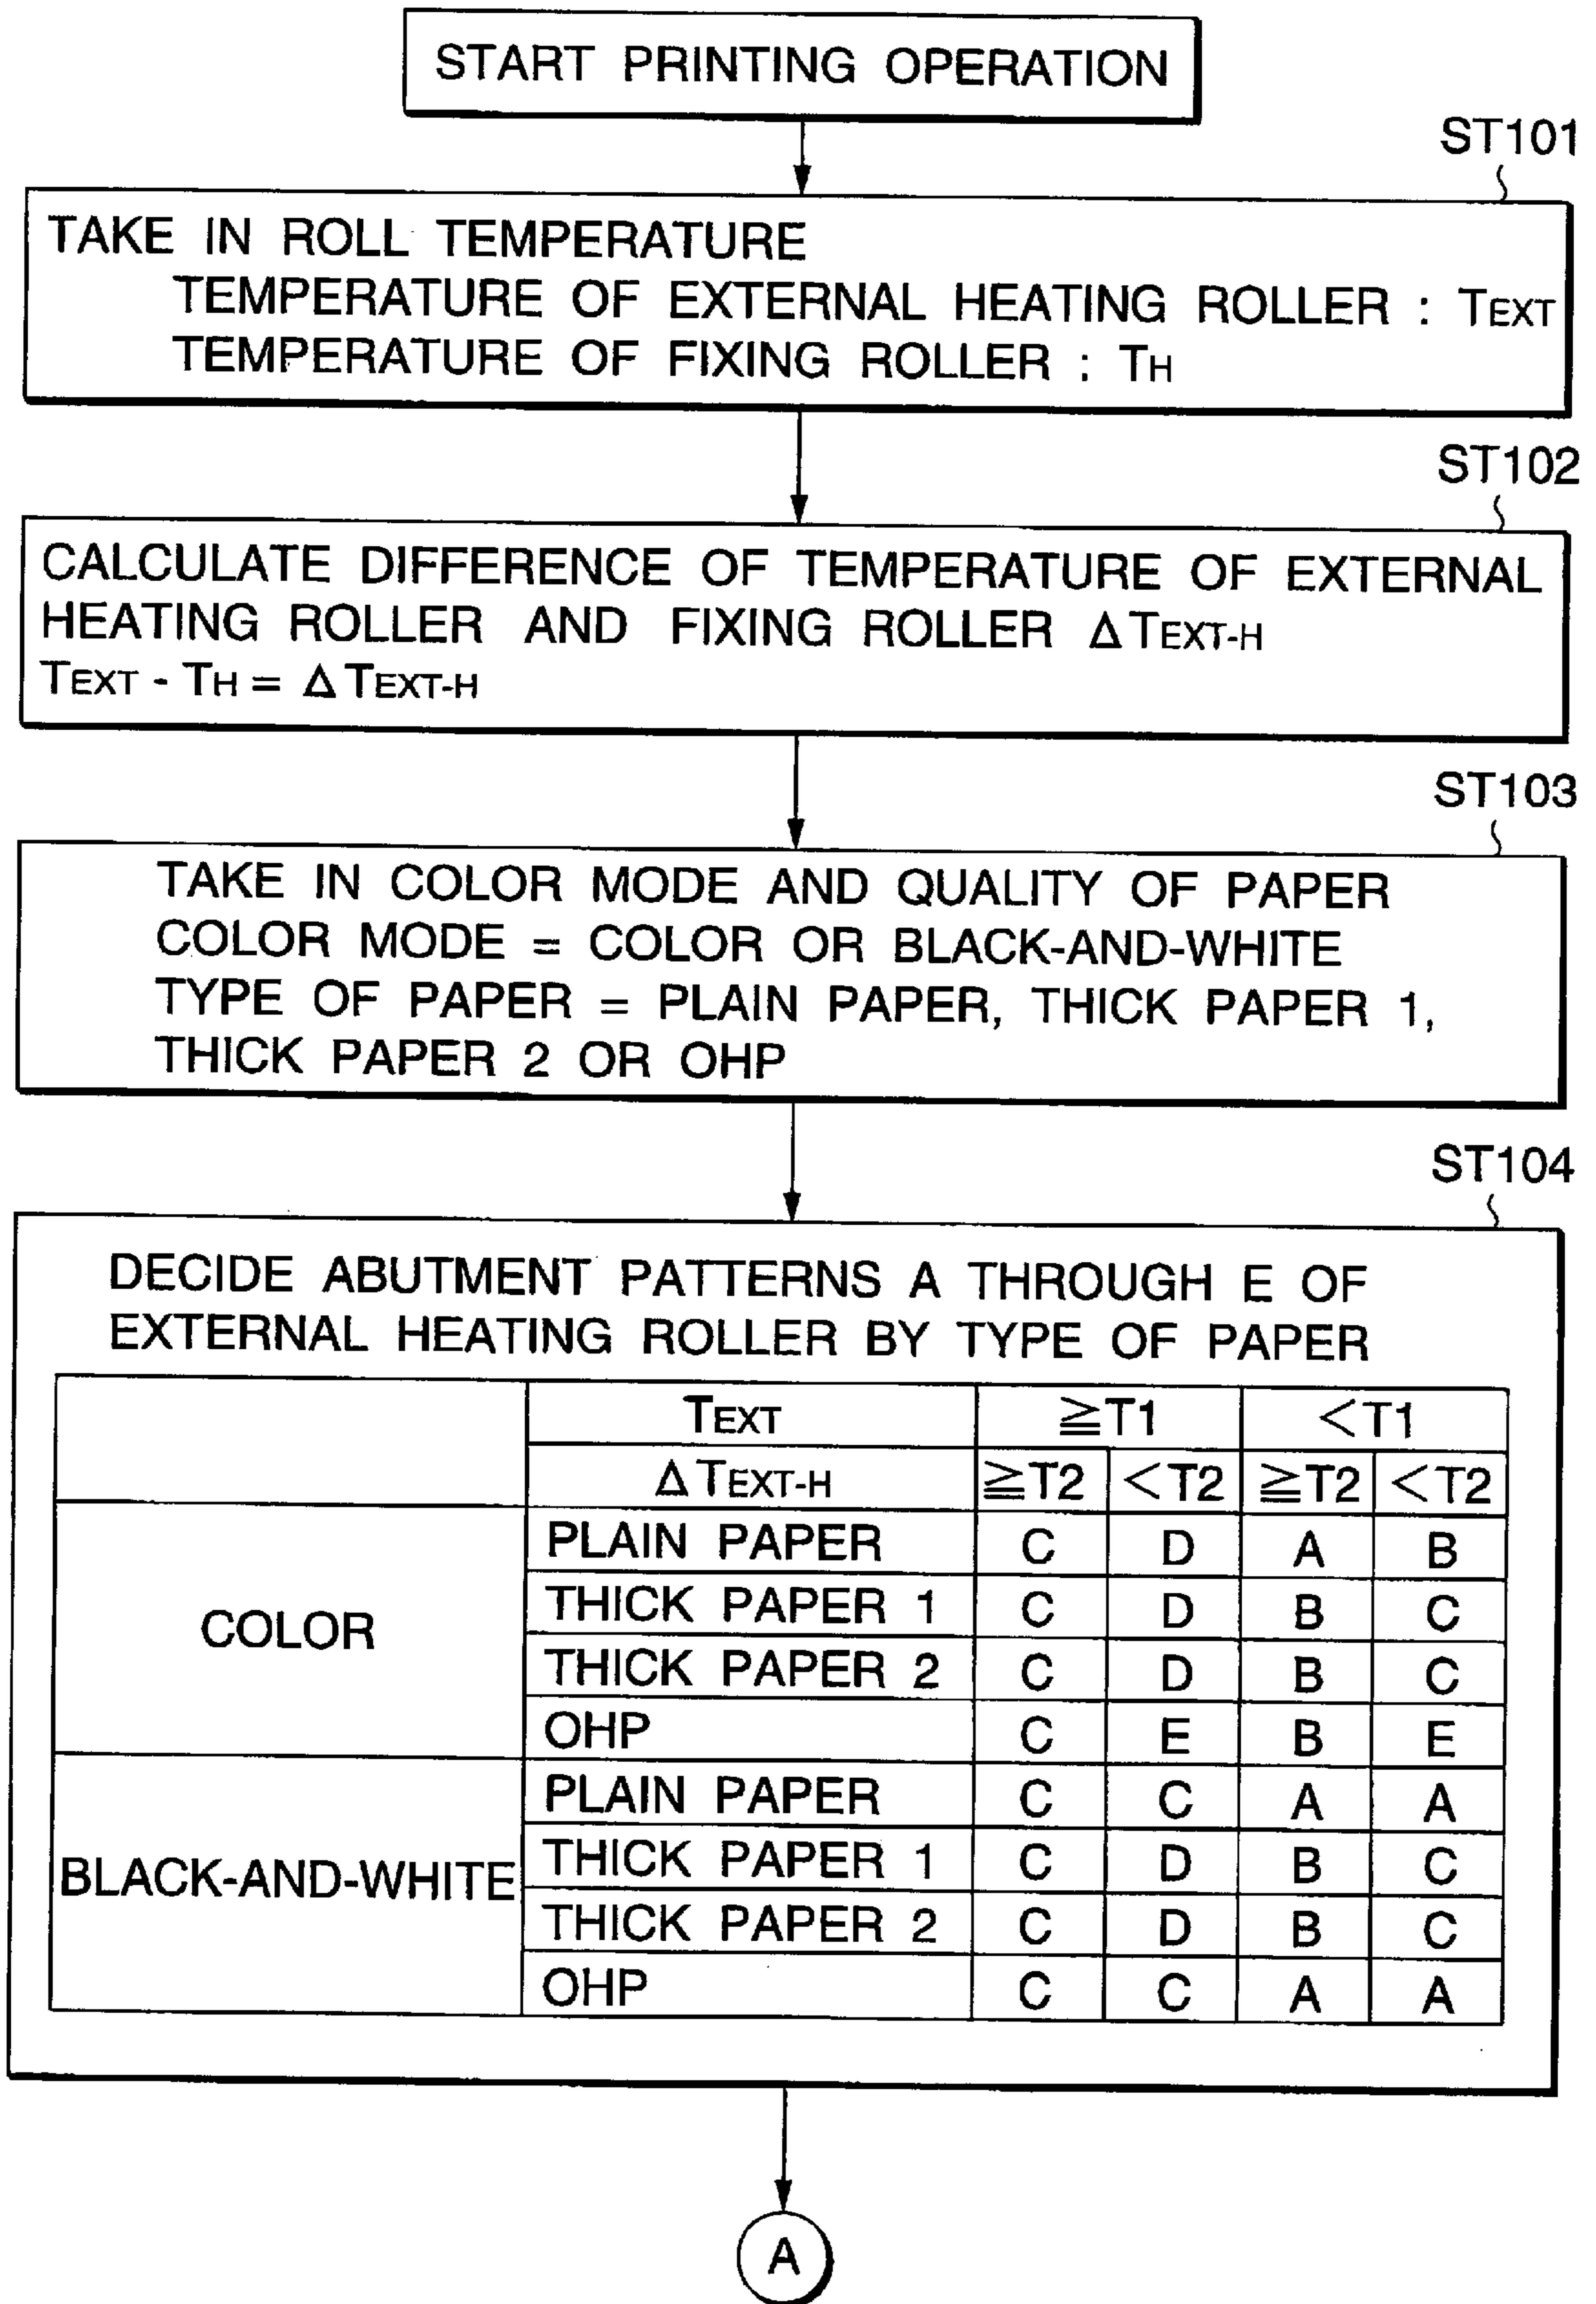 START PRINTING OPERATION
ST101
TAKE IN ROLL TEMPERATURE
TEMPERATURE OF EXTERNAL HEATING ROLLER : TEXT
TEMPERATURE OF FIXING ROLLER : TH
ST102
CALCULATE DIFFERENCE OF TEMPERATURE OF EXTERNAL
HEATING ROLLER AND FIXING ROLLER ΔTEXT-H
TEXT - TH = ΔTEXT-H
ST103
TAKE IN COLOR MODE AND QUALITY OF PAPER
COLOR MODE = COLOR OR BLACK-AND-WHITE
TYPE OF PAPER = PLAIN PAPER, THICK PAPER 1,
THICK PAPER 2 OR OHP
ST104
DECIDE ABUTMENT PATTERNS A THROUGH E OF
EXTERNAL HEATING ROLLER BY TYPE OF PAPER
TEXT ≧T1 <T1
ΔTEXT-H ≧T2 <T2 ≧T2 <T2
COLOR
PLAIN PAPER C D A B
THICK PAPER 1 C D B C
THICK PAPER 2 C D B C
OHP C E B E
BLACK-AND-WHITE
PLAIN PAPER C C A A
THICK PAPER 1 C D B C
THICK PAPER 2 C D B C
OHP C C A A
A